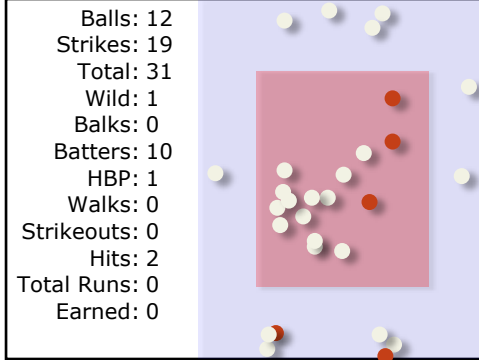 Balls: 12
Strikes: 19
Total: 31
Wild: 1
Balks: 0
Batters: 10
HBP: 1
Walks: 0
Strikeouts: 0
Hits: 2
Total Runs: 0
Earned: 0